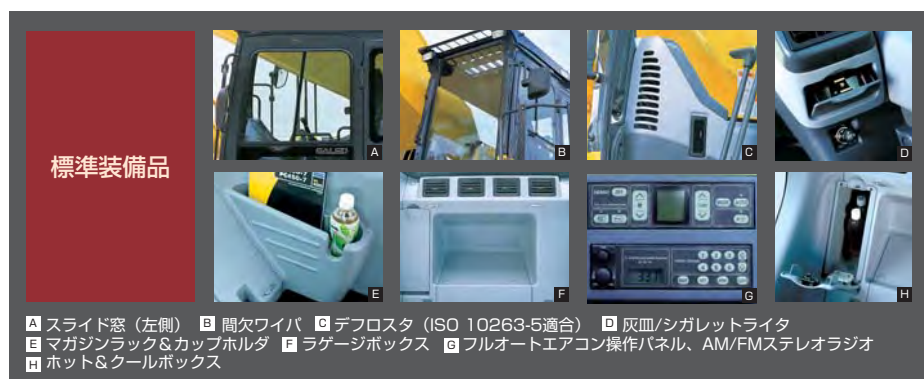 標準装備品
GALEO
A
B
C
D
E
F
G
H
A スライド窓（左側） B 間欠ワイパ C デフロスタ（ISO 10263-5適合） D 灰皿/シガレットライタ
E マガジンラック＆カップホルダ F ラゲージボックス G フルオートエアコン操作パネル、AM/FMステレオラジオ
H ホット＆クールボックス